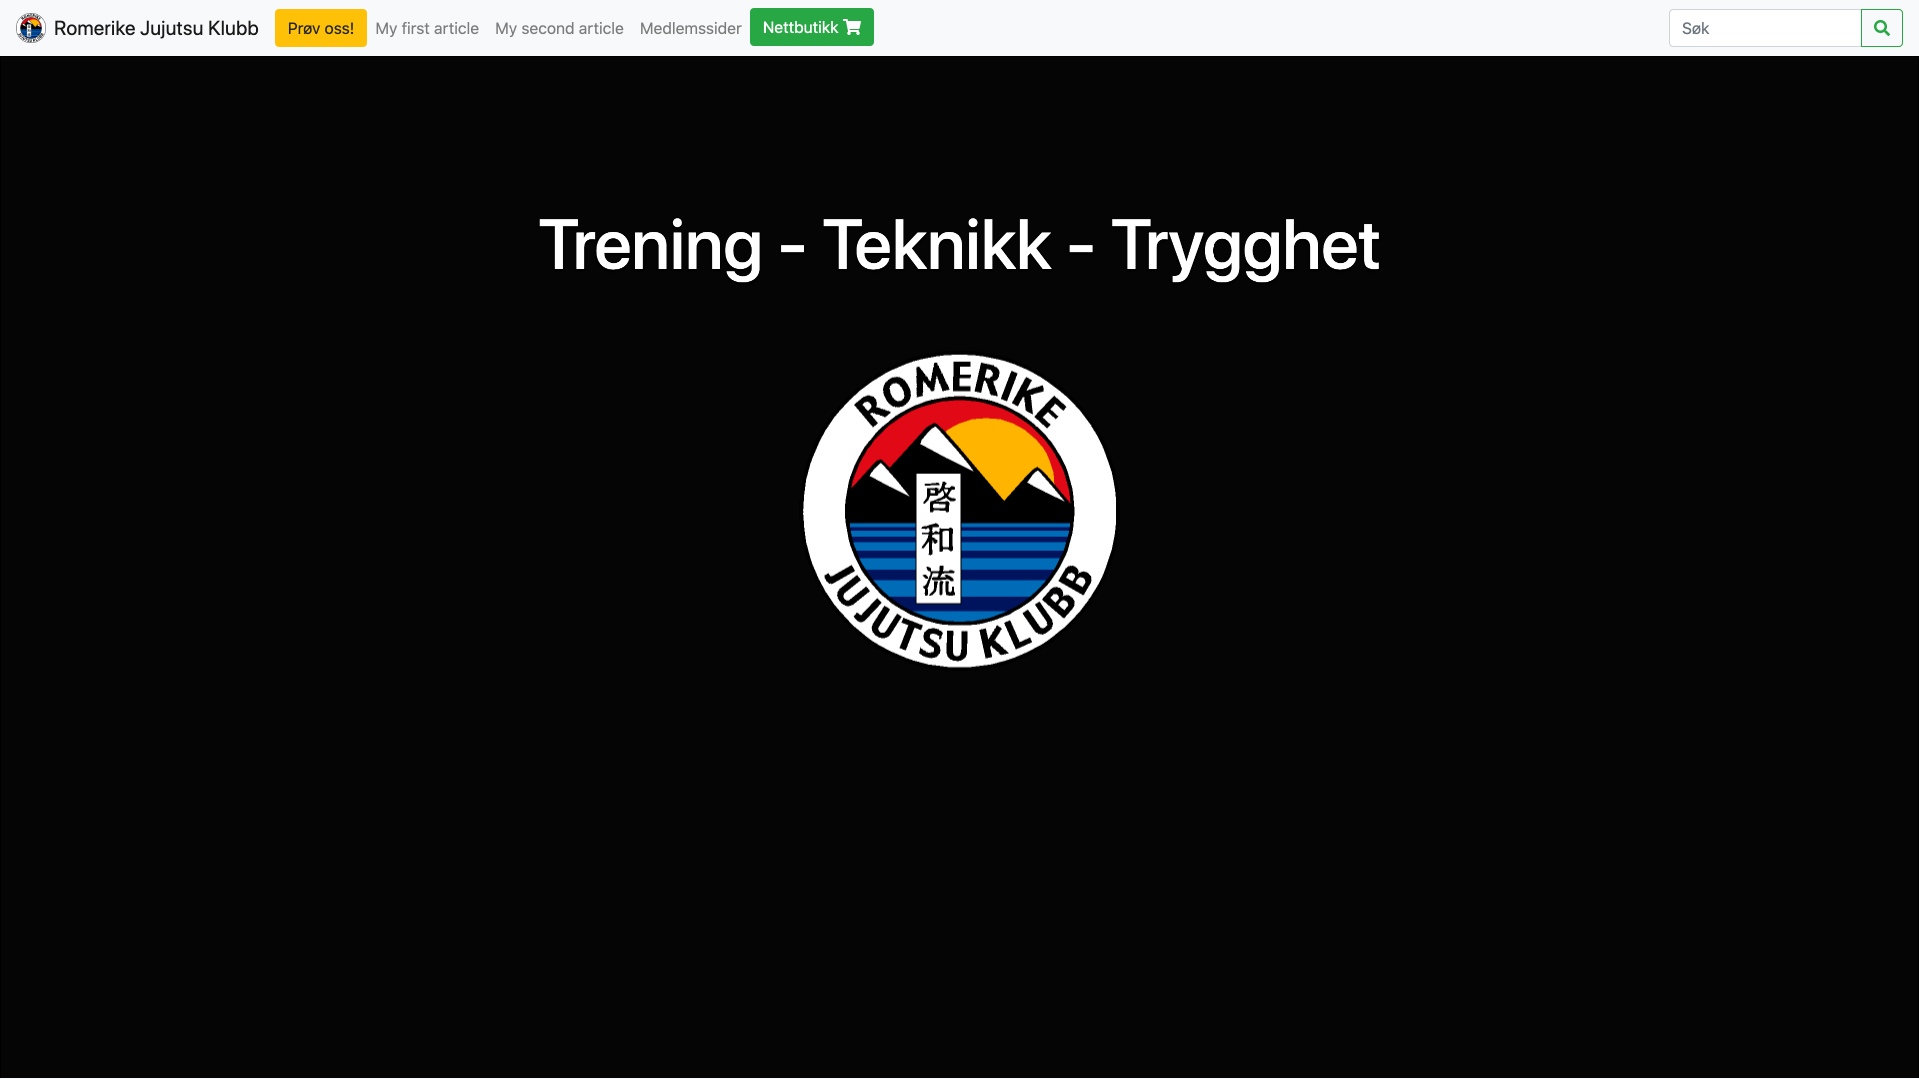 Romerike Jujutsu Klubb
Prøv oss!
My first article
My second article
Medlemssider
Nettbutikk
Søk
Trening - Teknikk - Trygghet
ROMERIKE
啓
和
流
JUJUTSU KLUBB